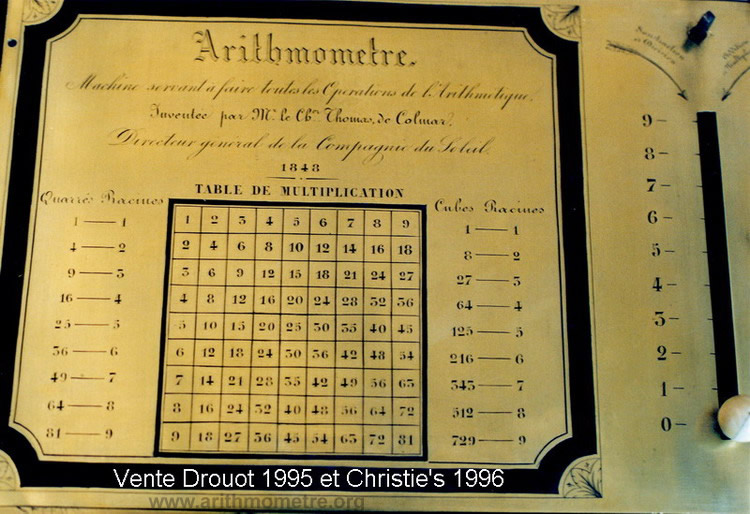 Arithmometre.
Machine servant à faire toutes les Operations de l'Arithmetique,
Inventée par Mr. le Chr. Thomas, de Colmar,
Directeur général de la Compagnie du Soleil
1848
TABLE DE MULTIPLICATION
Quarrés Racines
1 — 1
4 — 2
9 — 3
16 — 4
25 — 5
36 — 6
49 — 7
64 — 8
81 — 9
1 2 3 4 5 6 7 8 9
2 4 6 8 10 12 14 16 18
3 6 9 12 15 18 21 24 27
4 8 12 16 20 24 28 32 36
5 10 15 20 25 30 35 40 45
6 12 18 24 30 36 42 48 54
7 14 21 28 35 42 49 56 63
8 16 24 32 40 48 56 64 72
9 18 27 36 45 54 63 72 81
Cubes Racines
1 — 1
8 — 2
27 — 3
64 — 4
125 — 5
216 — 6
343 — 7
512 — 8
729 — 9
9 –
8 –
7 –
6 –
5 –
4 –
3 –
2 –
1 –
0 –
Vente Drouot 1995 et Christie's 1996
www.arithmometre.org